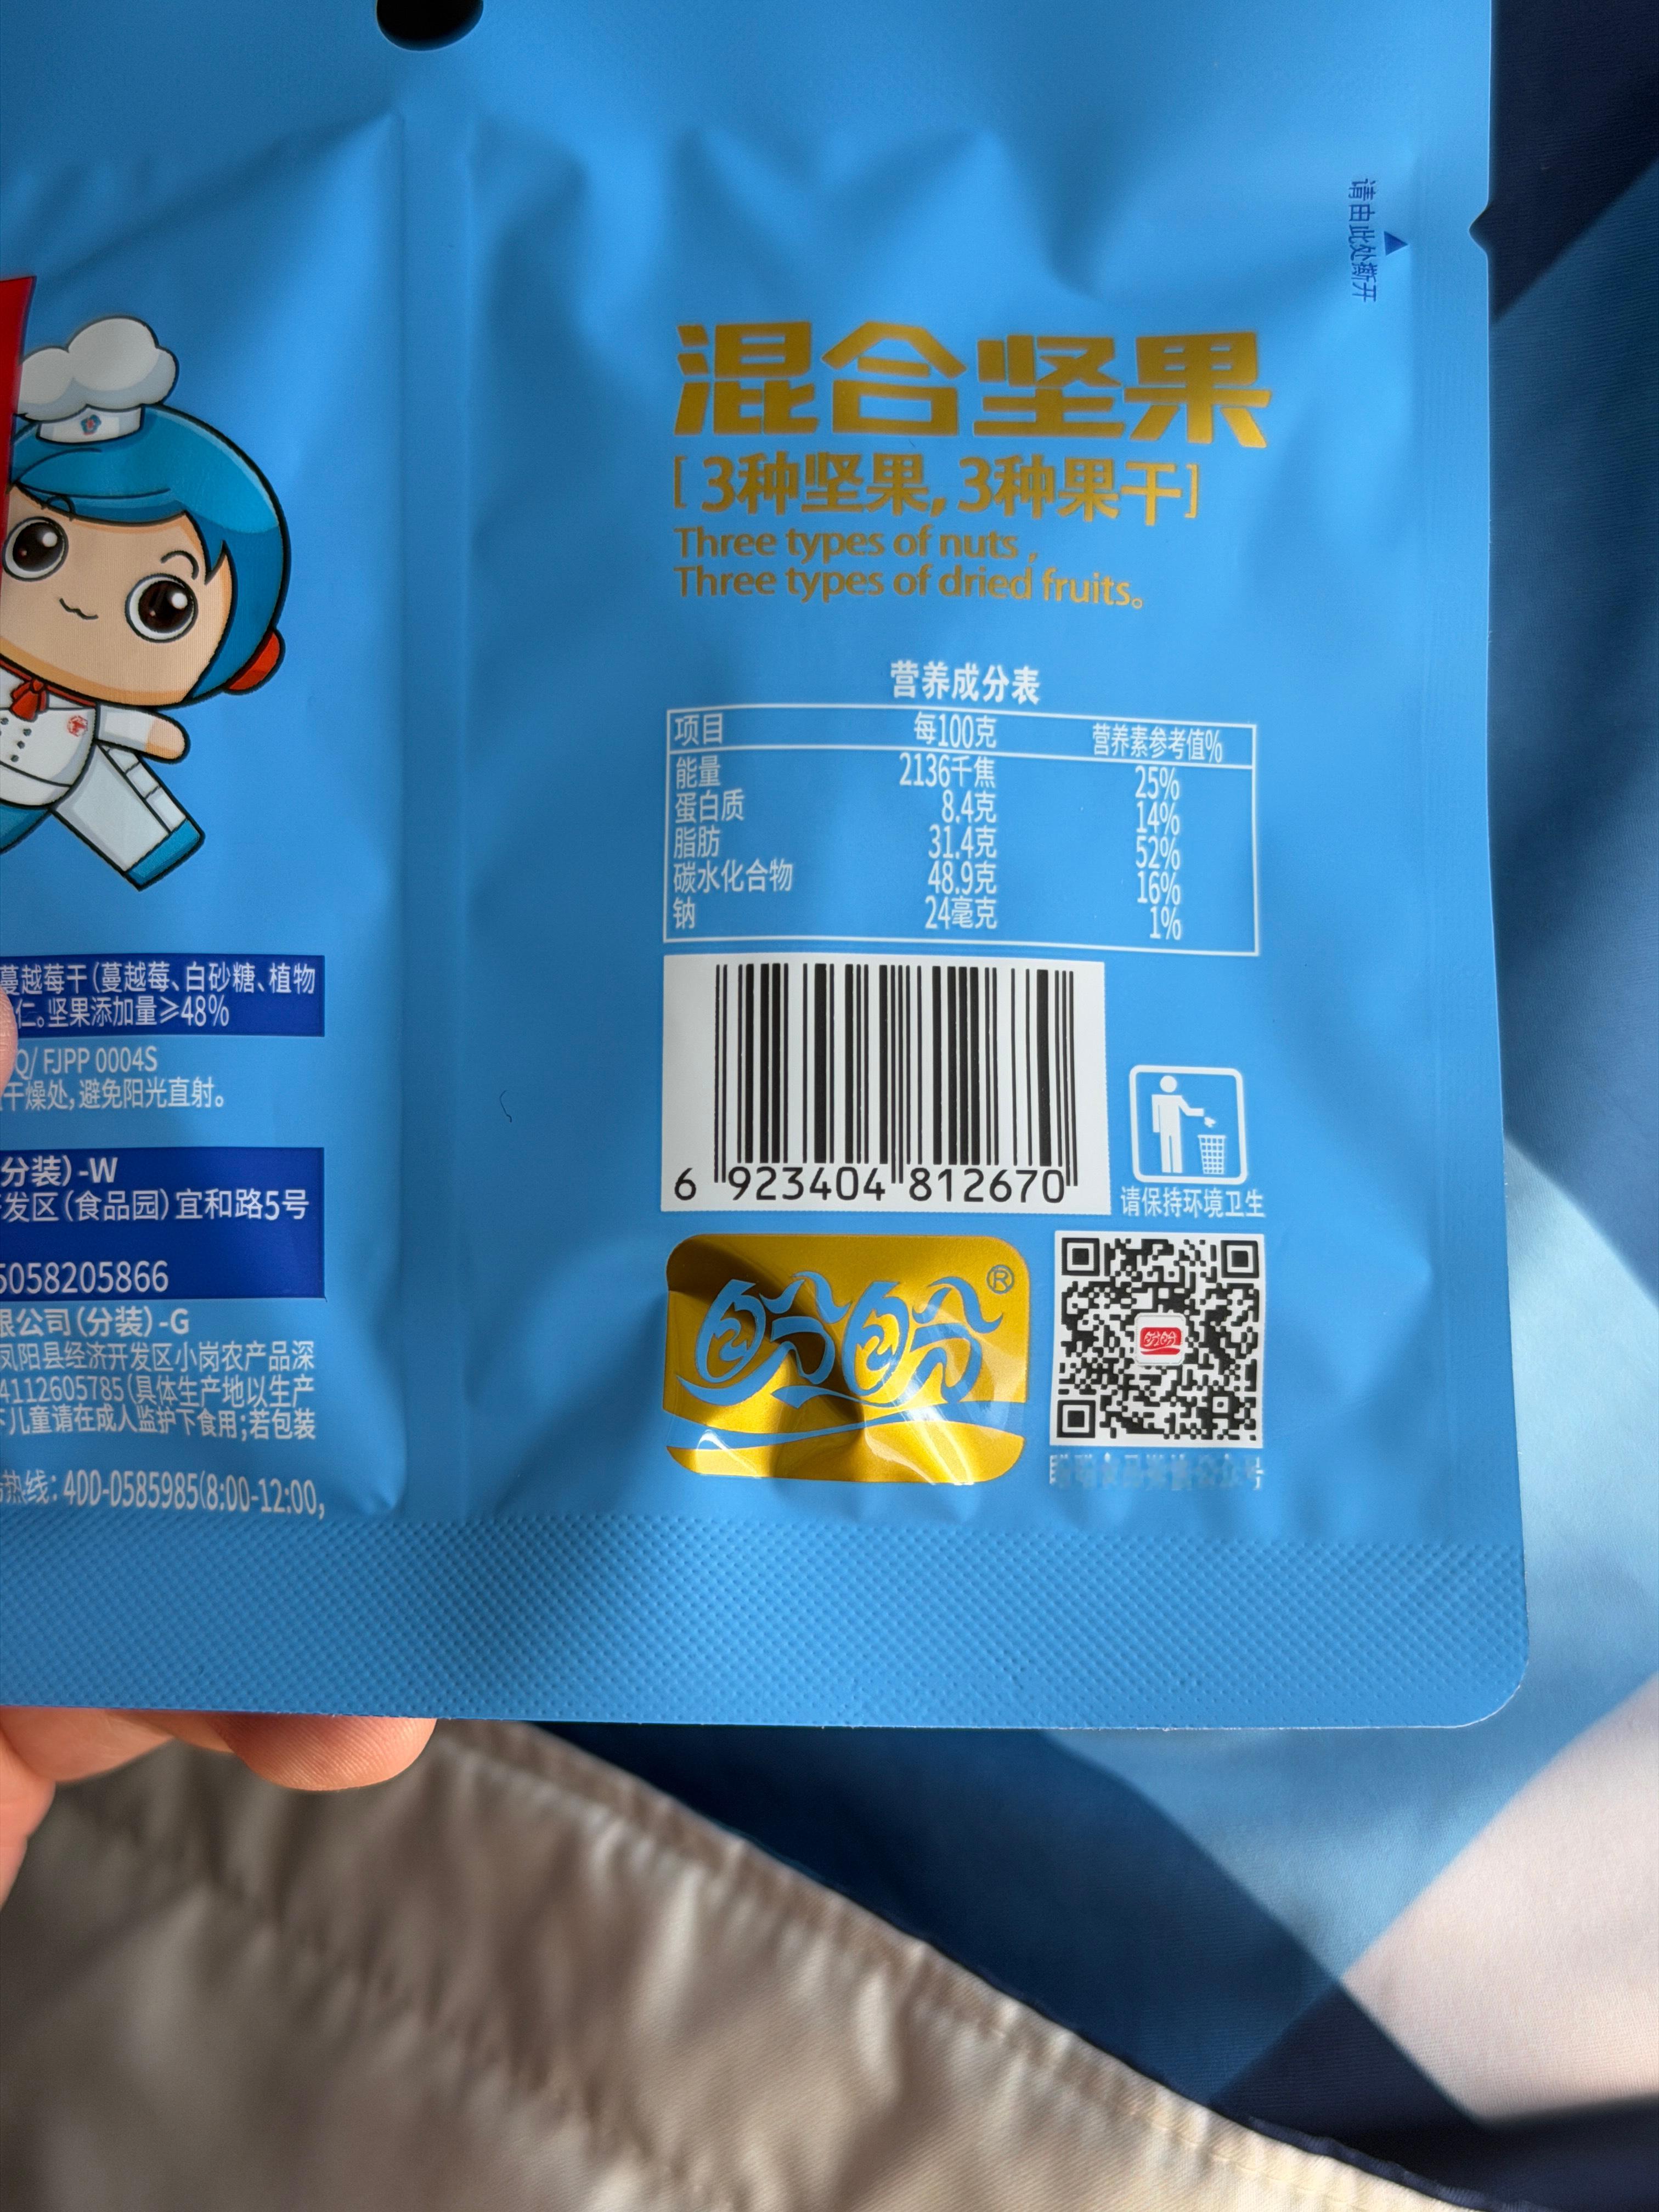 请由此处撕开
混合坚果
[3种坚果,3种果干]
Three types of nuts,
Three types of dried fruits。
营养成分表
项目 每100克 营养素参考值%
能量 2136千焦 25%
蛋白质 8.4克 14%
脂肪 31.4克 52%
碳水化合物 48.9克 16%
钠 24毫克 1%
6 923404 812670
请保持环境卫生
盼盼®
盼盼
蔓越莓干(蔓越莓、白砂糖、植物
仁。坚果添加量≥48%
Q/ FJPP 0004S
干燥处,避免阳光直射。
分装)-W
发区(食品园)宜和路5号
5058205866
限公司(分装)-G
凤阳县经济开发区小岗农产品深
4112605785(具体生产地以生产
儿童请在成人监护下食用;若包装
热线: 400-0585985(8:00-12:00,